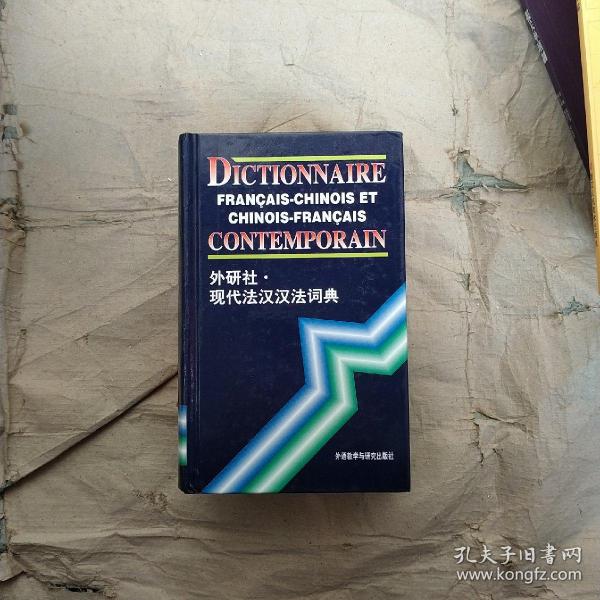 DICTIONNAIRE
FRANÇAIS-CHINOIS ET
CHINOIS-FRANÇAIS
CONTEMPORAIN
外研社·
现代法汉汉法词典
外语教学与研究出版社
孔夫子旧书网
www.kongfz.com